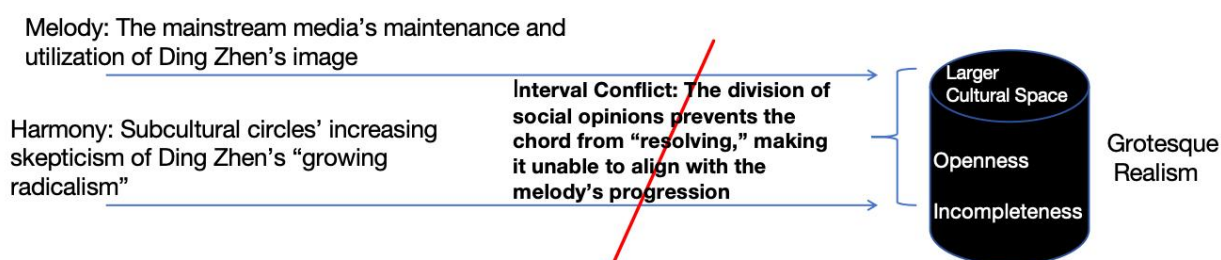 Melody: The mainstream media’s maintenance and
utilization of Ding Zhen’s image
Harmony: Subcultural circles’ increasing
skepticism of Ding Zhen’s “growing
radicalism”
Interval Conflict: The division of
social opinions prevents the
chord from “resolving,” making
it unable to align with the
melody’s progression
Larger
Cultural Space
Openness
Incompleteness
Grotesque
Realism